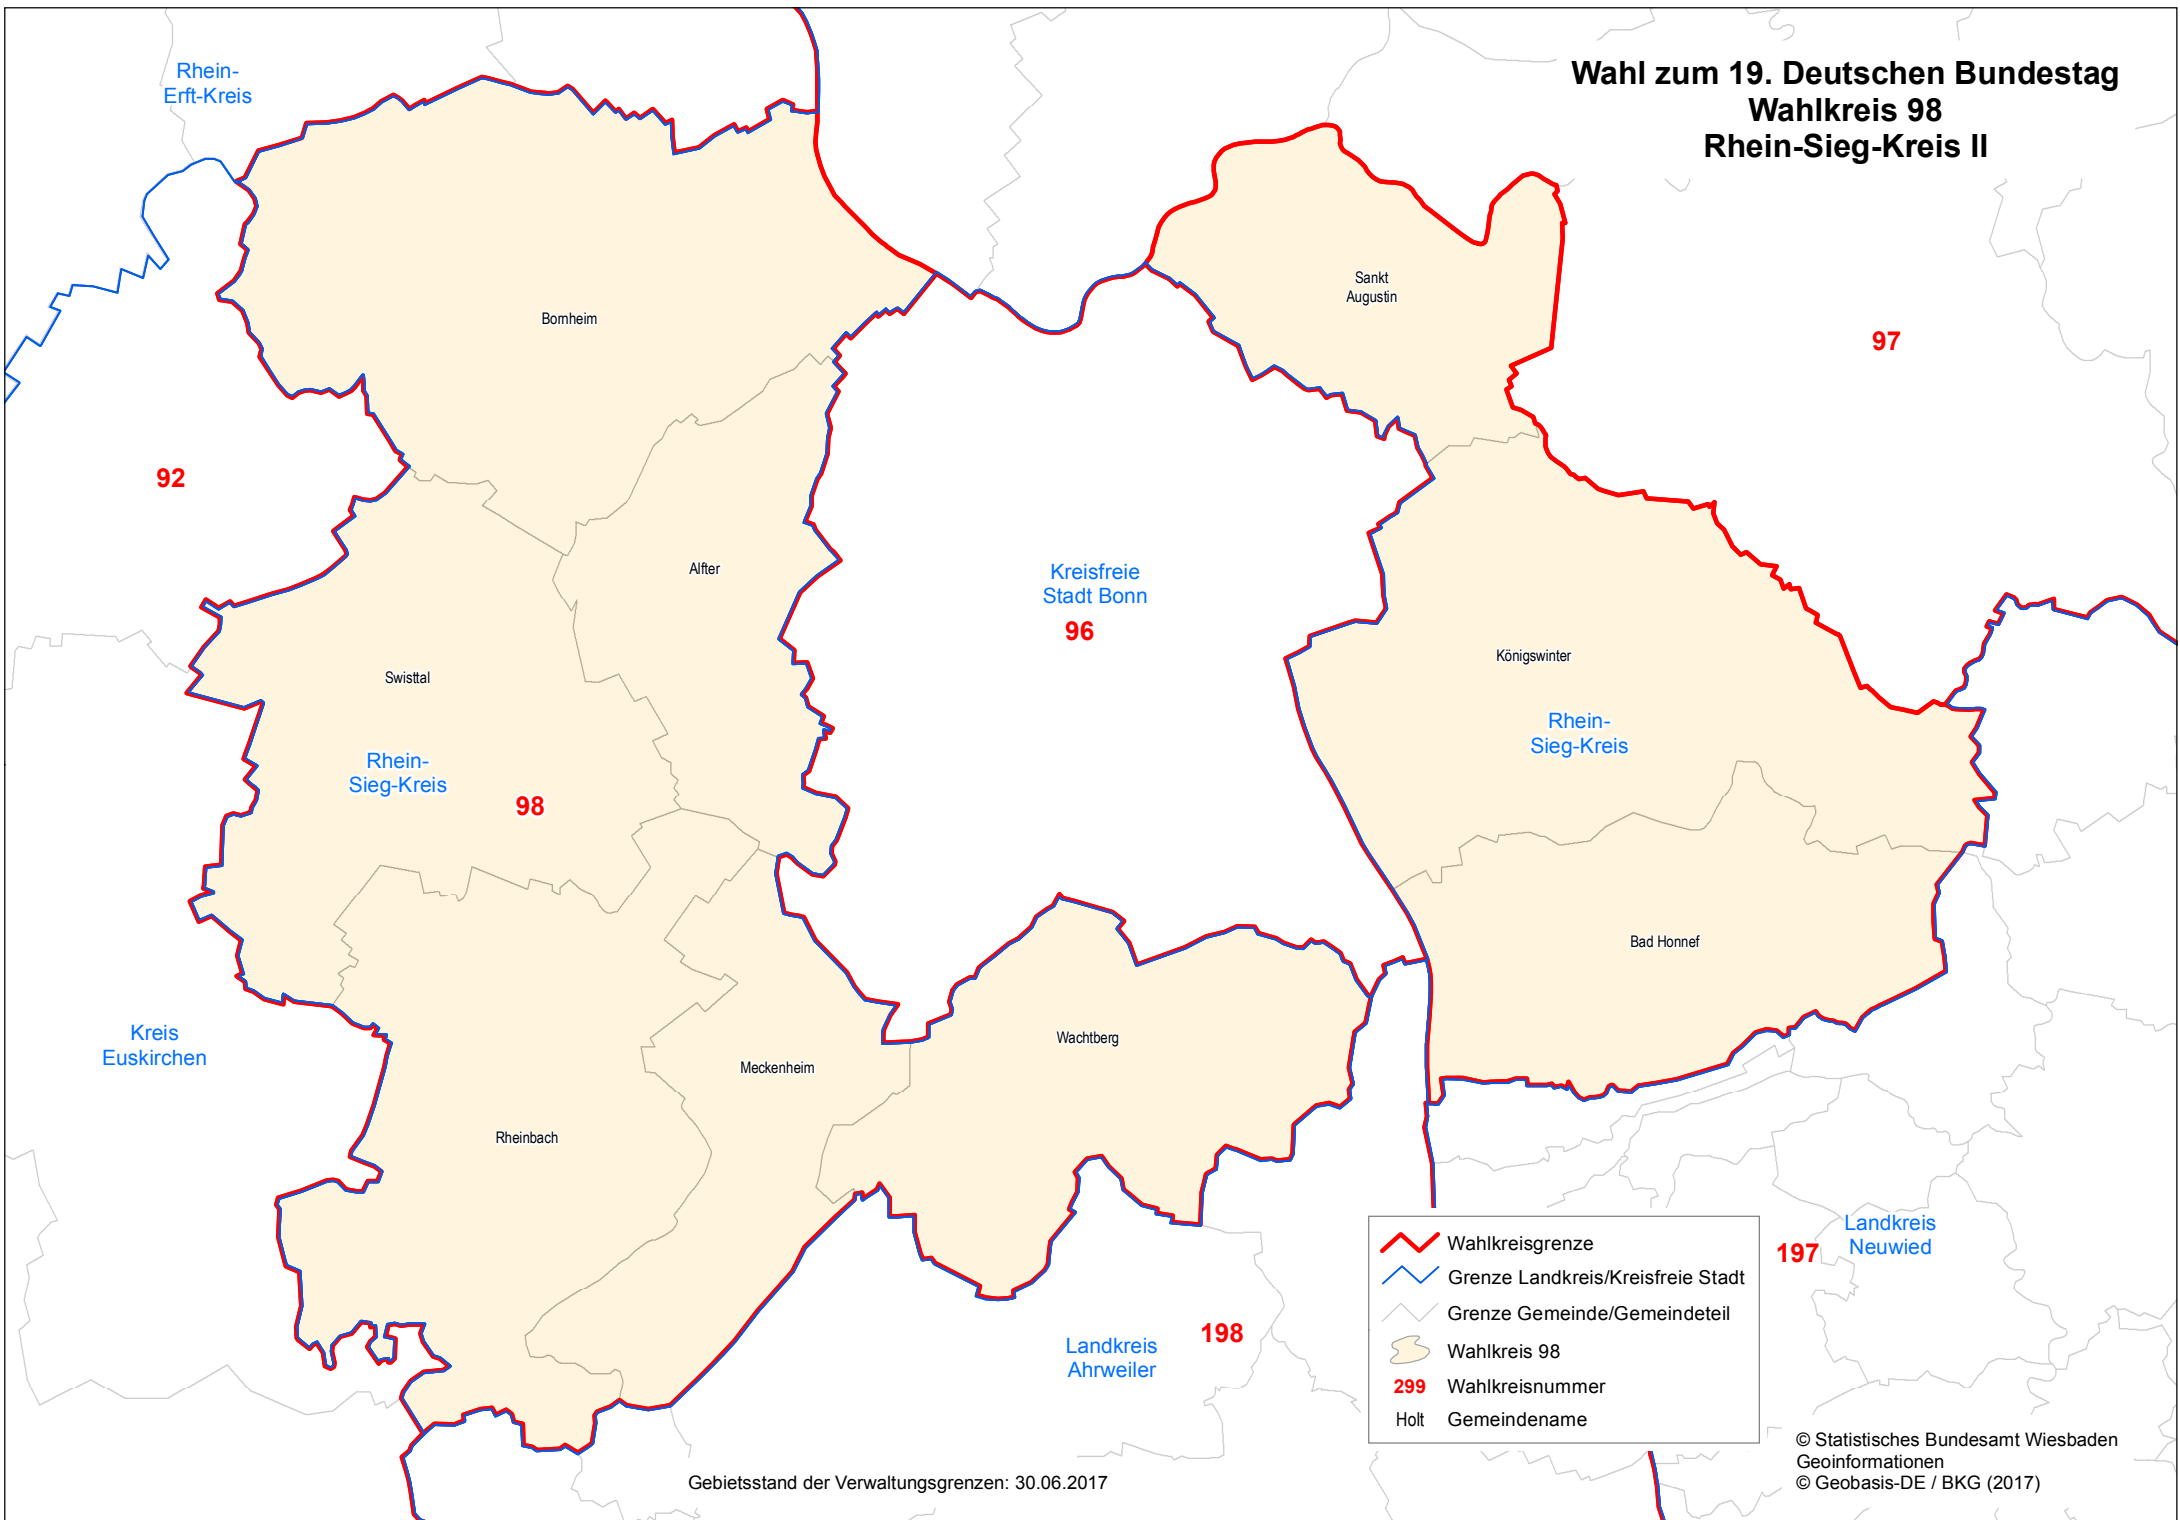 Wahl zum 19. Deutschen Bundestag
Wahlkreis 98
Rhein-Sieg-Kreis II
Rhein-
Erft-Kreis
Sankt
Augustin
Bornheim
97
92
Alfter
Kreisfreie
Stadt Bonn
96
Königswinter
Swisttal
Rhein-
Sieg-Kreis
Rhein-
Sieg-Kreis
98
Bad Honnef
Kreis
Euskirchen
Wachtberg
Meckenheim
Rheinbach
Landkreis
Neuwied
197
198
Landkreis
Ahrweiler
Wahlkreisgrenze
Grenze Landkreis/Kreisfreie Stadt
Grenze Gemeinde/Gemeindeteil
Wahlkreis 98
299 Wahlkreisnummer
Holt Gemeindename
Gebietsstand der Verwaltungsgrenzen: 30.06.2017
© Statistisches Bundesamt Wiesbaden
Geoinformationen
© Geobasis-DE / BKG (2017)